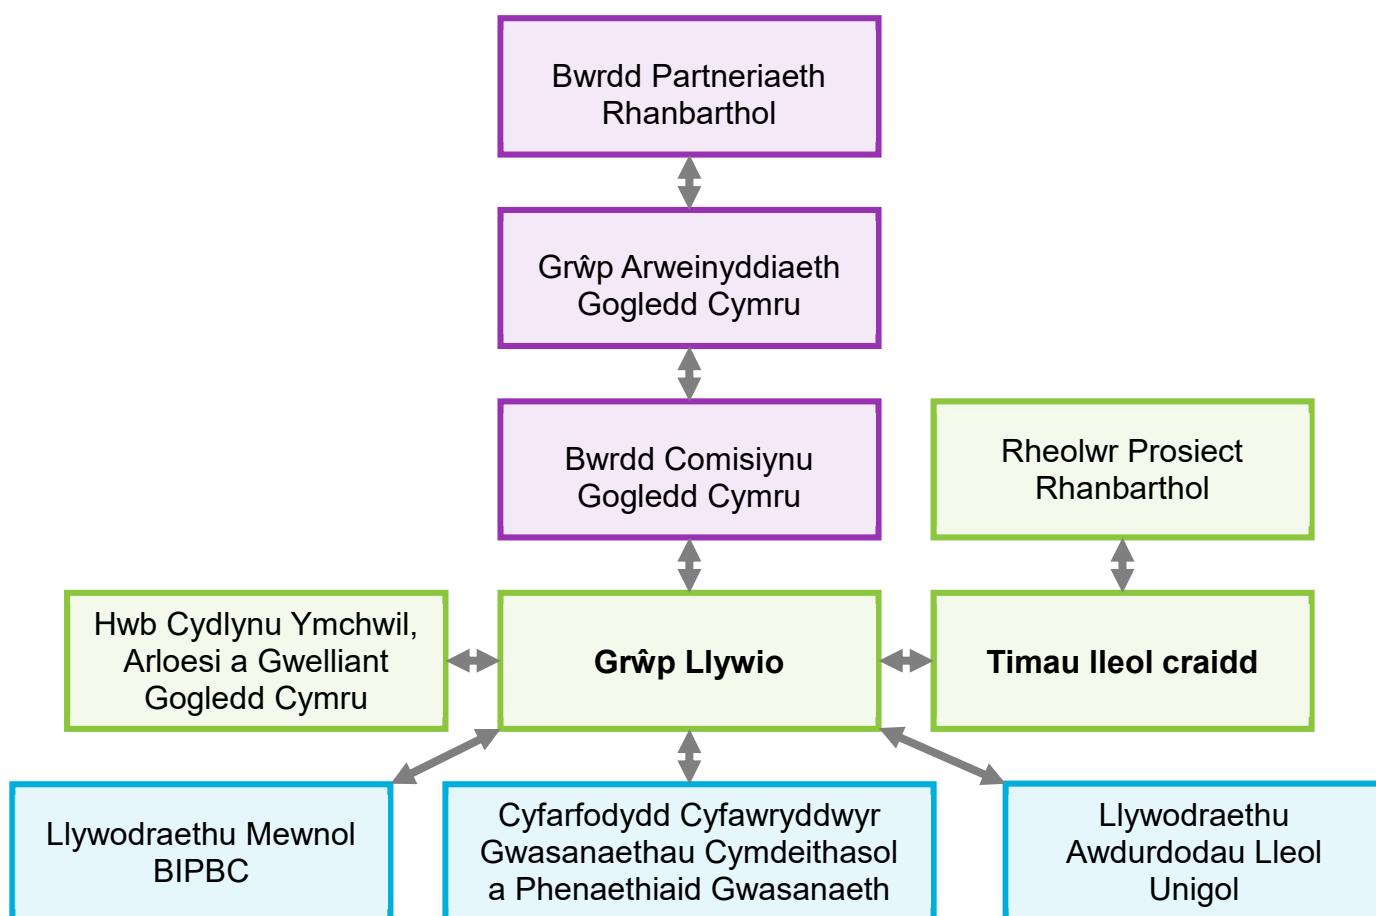 Bwrdd Partneriaeth
Rhanbarthol
Grŵp Arweinyddiaeth
Gogledd Cymru
Bwrdd Comisiynu
Gogledd Cymru
Rheolwr Prosiect
Rhanbarthol
Hwb Cydlynu Ymchwil,
Arloesi a Gwelliant
Gogledd Cymru
Grŵp Llywio
Timau lleol craidd
Llywodraethu Mewnol
BIPBC
Cyfarfodydd Cyfawryddwyr
Gwasanaethau Cymdeithasol
a Phenaethiaid Gwasanaeth
Llywodraethu
Awdurdodau Lleol
Unigol